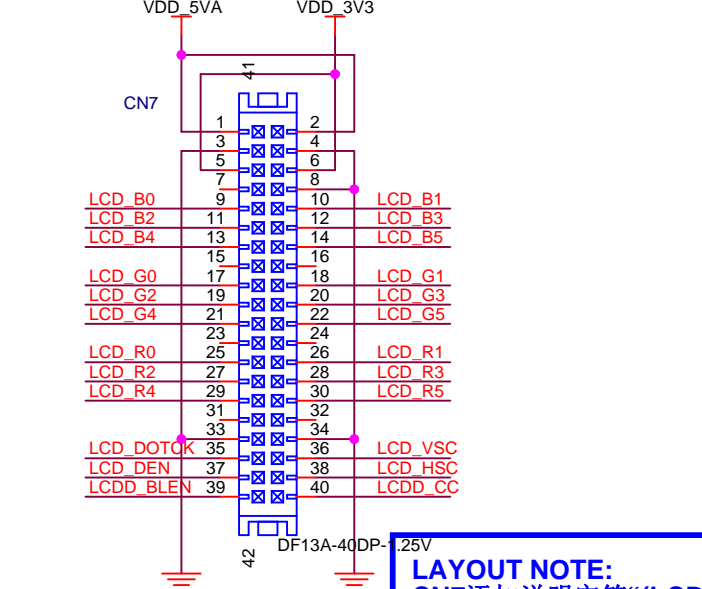 VDD_5VA VDD_3V3
41
CN7
1 2
3 4
5 6
7 8
LCD_B0 9 10 LCD_B1
LCD_B2 11 12 LCD_B3
LCD_B4 13 14 LCD_B5
15 16
LCD_G0 17 18 LCD_G1
LCD_G2 19 20 LCD_G3
LCD_G4 21 22 LCD_G5
23 24
LCD_R0 25 26 LCD_R1
LCD_R2 27 28 LCD_R3
LCD_R4 29 30 LCD_R5
31 32
33 34
LCD_DOTCK 35 36 LCD_VSC
LCD_DEN 37 38 LCD_HSC
LCDD_BLEN 39 40 LCDD_CC
42
DF13A-40DP-1.25V
LAYOUT NOTE: